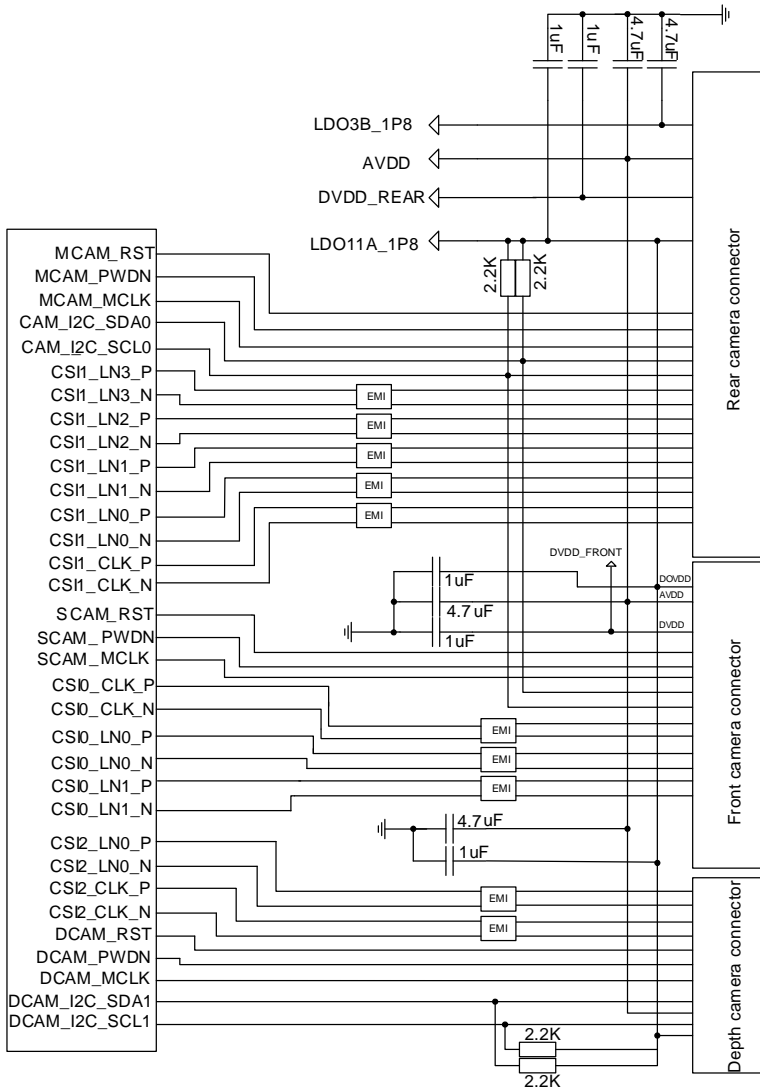 1uF
1uF
4.7uF
4.7uF
LDO3B_1P8
AVDD
DVDD_REAR
LDO11A_1P8
2.2K
2.2K
Rear camera connector
MCAM_RST
MCAM_PWDN
MCAM_MCLK
CAM_I2C_SDA0
CAM_I2C_SCL0
CSI1_LN3_P
CSI1_LN3_N
CSI1_LN2_P
CSI1_LN2_N
CSI1_LN1_P
CSI1_LN1_N
CSI1_LN0_P
CSI1_LN0_N
CSI1_CLK_P
CSI1_CLK_N
EMI
EMI
EMI
EMI
EMI
DVDD_FRONT
1uF
4.7uF
1uF
DOVDD
AVDD
DVDD
Front camera connector
SCAM_RST
SCAM_PWDN
SCAM_MCLK
CSI0_CLK_P
CSI0_CLK_N
CSI0_LN0_P
CSI0_LN0_N
CSI0_LN1_P
CSI0_LN1_N
EMI
EMI
EMI
4.7uF
1uF
CSI2_LN0_P
CSI2_LN0_N
CSI2_CLK_P
CSI2_CLK_N
DCAM_RST
DCAM_PWDN
DCAM_MCLK
DCAM_I2C_SDA1
DCAM_I2C_SCL1
EMI
EMI
2.2K
2.2K
Depth camera connector